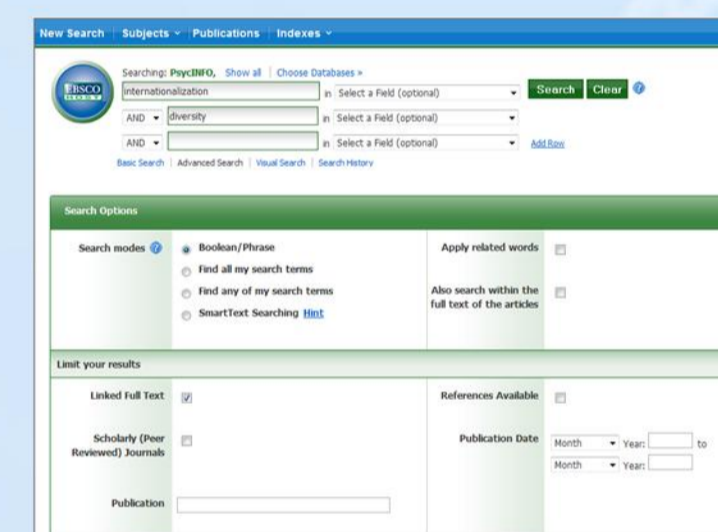 New Search Subjects Publications Indexes
Searching: PsycINFO, Show all | Choose Databases »
EBSCO
HOST
internationalization in Select a Field (optional) Search Clear ?
AND diversity in Select a Field (optional)
AND in Select a Field (optional) Add Row
Basic Search | Advanced Search | Visual Search | Search History
Search Options
Search modes ? Boolean/Phrase Apply related words
Find all my search terms
Find any of my search terms Also search within the
full text of the articles
SmartText Searching Hint
Limit your results
Linked Full Text References Available
Scholarly (Peer
Reviewed) Journals
Publication Date Month Year: to
Month Year:
Publication